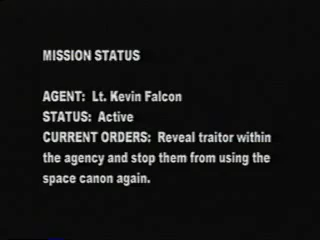 MISSION STATUS
AGENT: Lt. Kevin Falcon
STATUS: Active
CURRENT ORDERS: Reveal traitor within
the agency and stop them from using the
space canon again.